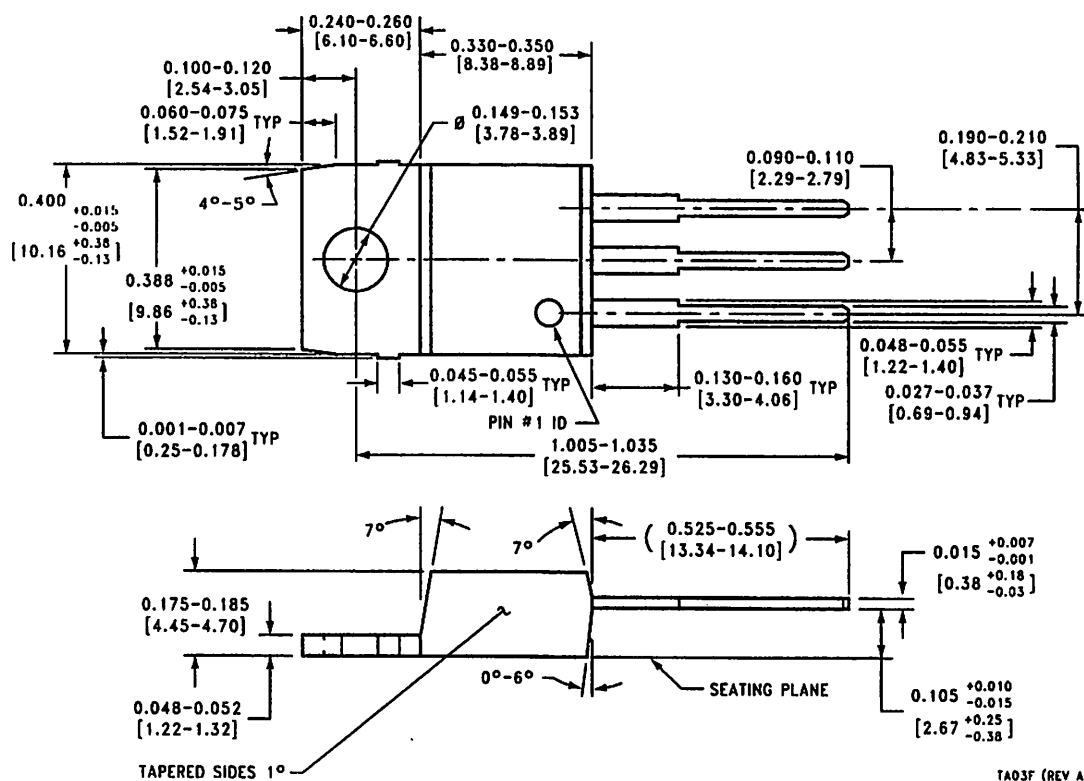 0.240–0.260
[6.10–6.60]
0.330–0.350
[8.38–8.89]
0.100–0.120
[2.54–3.05]
0.060–0.075 TYP
[1.52–1.91]
Ø 0.149–0.153
[3.78–3.89]
0.190–0.210
[4.83–5.33]
0.090–0.110
[2.29–2.79]
4°–5°
0.400 +0.015 -0.005
[10.16 +0.38 -0.13]
0.388 +0.015 -0.005
[9.86 +0.38 -0.13]
0.048–0.055 TYP
[1.22–1.40]
0.045–0.055 TYP
[1.14–1.40]
0.130–0.160 TYP
[3.30–4.06]
0.027–0.037 TYP
[0.69–0.94]
PIN #1 ID
0.001–0.007 TYP
[0.25–0.178]
1.005–1.035
[25.53–26.29]
7°
7°
(0.525–0.555)
[13.34–14.10]
0.015 +0.007 -0.001
[0.38 +0.18 -0.03]
0.175–0.185
[4.45–4.70]
0°–6°
SEATING PLANE
0.105 +0.010 -0.015
[2.67 +0.25 -0.38]
0.048–0.052
[1.22–1.32]
TAPERED SIDES 1°
TA03F (REV A